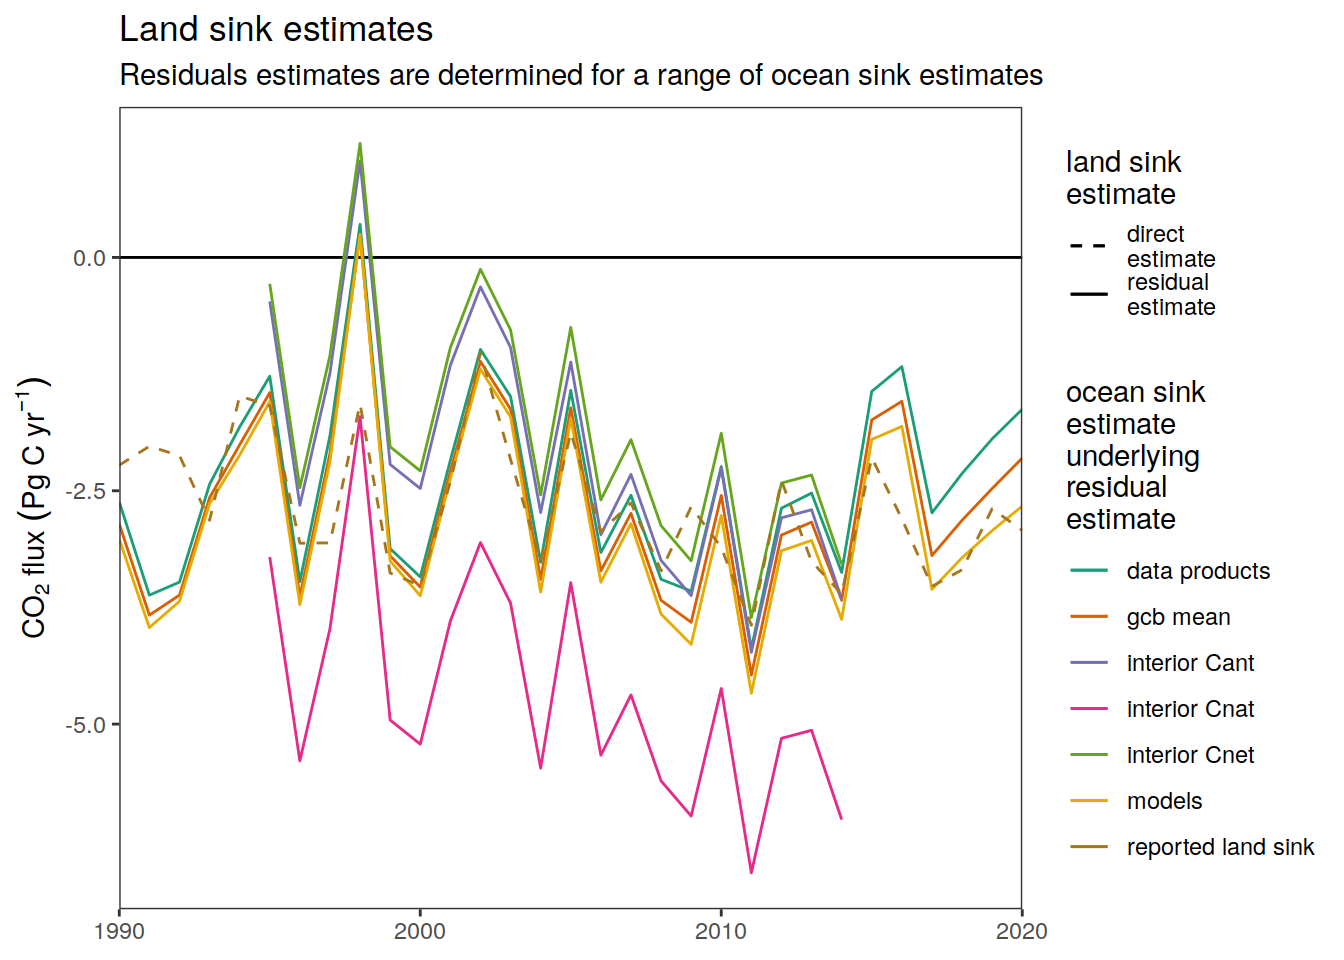 Land sink estimates
Residuals estimates are determined for a range of ocean sink estimates
CO₂ flux (Pg C yr⁻¹)
0.0
-2.5
-5.0
1990
2000
2010
2020
land sink
estimate
direct
estimate
residual
estimate
ocean sink
estimate
underlying
residual
estimate
data products
gcb mean
interior Cant
interior Cnat
interior Cnet
models
reported land sink